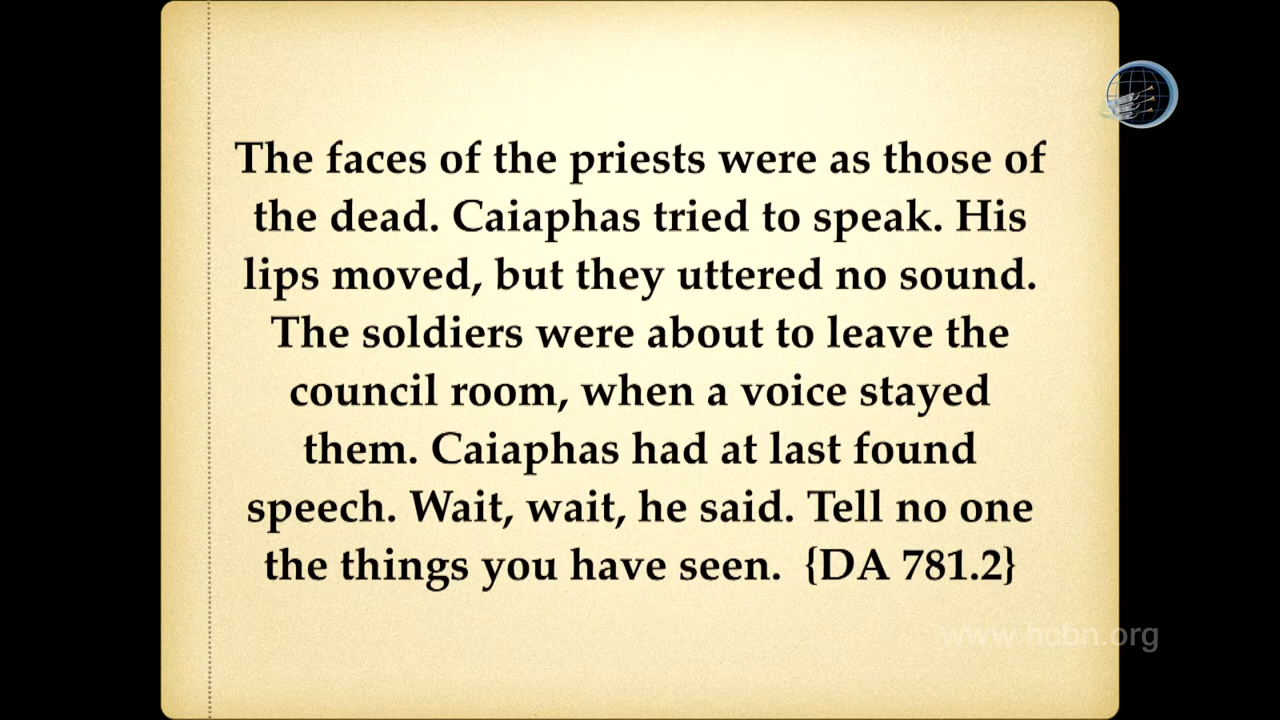 The faces of the priests were as those of
the dead. Caiaphas tried to speak. His
lips moved, but they uttered no sound.
The soldiers were about to leave the
council room, when a voice stayed
them. Caiaphas had at last found
speech. Wait, wait, he said. Tell no one
the things you have seen.  {DA 781.2}
www.hcbn.org